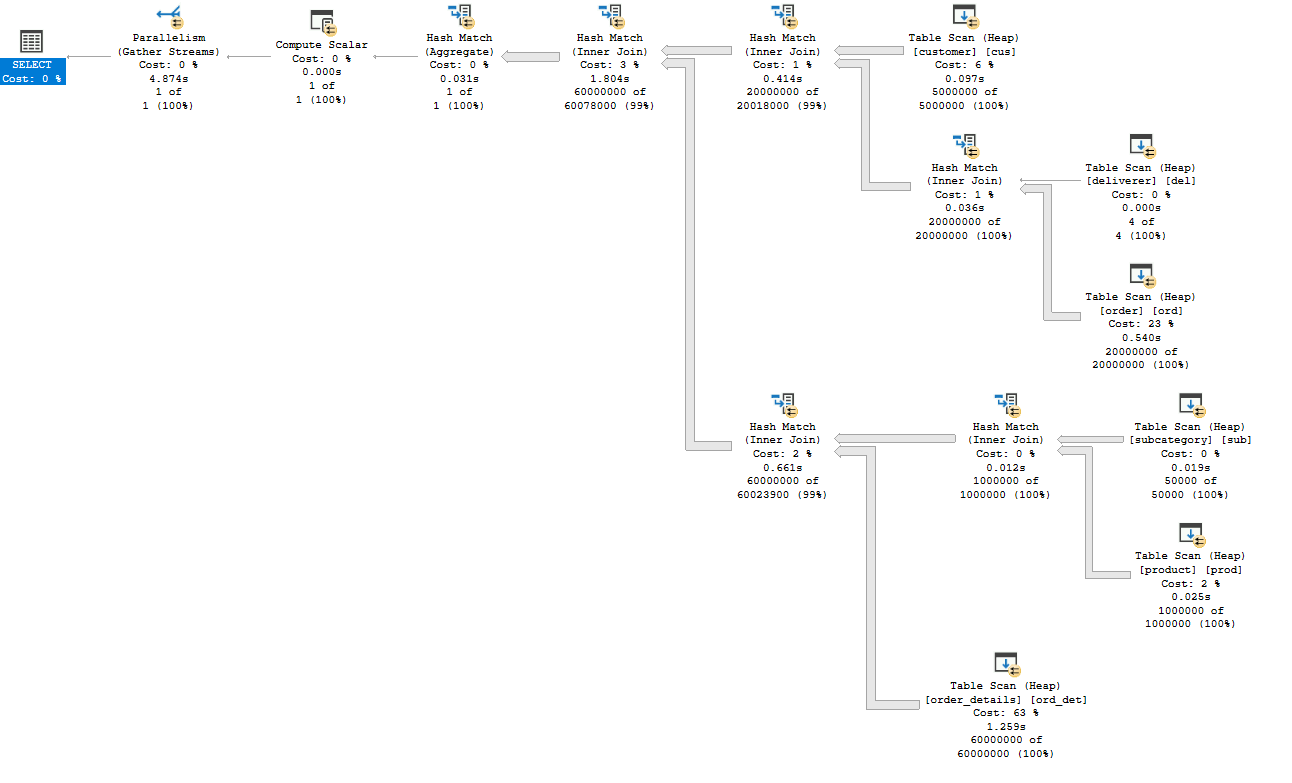 SELECT
Cost: 0 %
Parallelism
(Gather Streams)
Cost: 0 %
4.874s
1 of
1 (100%)
Compute Scalar
Cost: 0 %
0.000s
1 of
1 (100%)
Hash Match
(Aggregate)
Cost: 0 %
0.031s
1 of
1 (100%)
Hash Match
(Inner Join)
Cost: 3 %
1.804s
60000000 of
60078000 (99%)
Hash Match
(Inner Join)
Cost: 1 %
0.414s
20000000 of
20018000 (99%)
Table Scan (Heap)
[customer] [cus]
Cost: 6 %
0.097s
5000000 of
5000000 (100%)
Hash Match
(Inner Join)
Cost: 1 %
0.036s
20000000 of
20000000 (100%)
Table Scan (Heap)
[deliverer] [del]
Cost: 0 %
0.000s
4 of
4 (100%)
Table Scan (Heap)
[order] [ord]
Cost: 23 %
0.540s
20000000 of
20000000 (100%)
Hash Match
(Inner Join)
Cost: 2 %
0.661s
60000000 of
60023900 (99%)
Hash Match
(Inner Join)
Cost: 0 %
0.012s
1000000 of
1000000 (100%)
Table Scan (Heap)
[subcategory] [sub]
Cost: 0 %
0.019s
50000 of
50000 (100%)
Table Scan (Heap)
[product] [prod]
Cost: 2 %
0.025s
1000000 of
1000000 (100%)
Table Scan (Heap)
[order_details] [ord_det]
Cost: 63 %
1.259s
60000000 of
60000000 (100%)